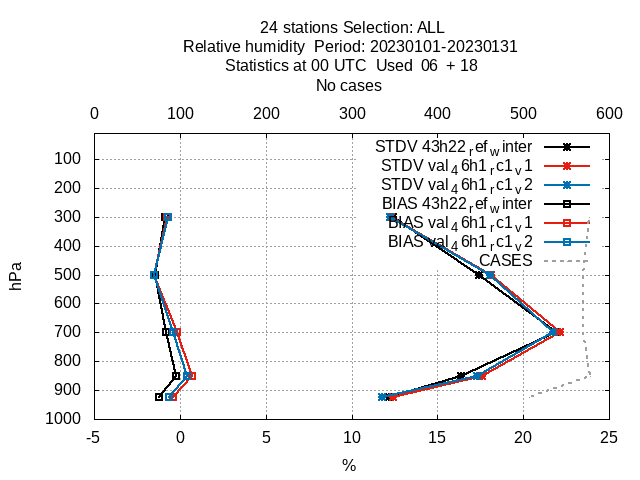 24 stations Selection: ALL
Relative humidity  Period: 20230101-20230131
Statistics at 00 UTC  Used  06  + 18
No cases
0 100 200 300 400 500 600
STDV 43h22_ref_winter
STDV val_46h1_rc1_v1
STDV val_46h1_rc1_v2
BIAS 43h22_ref_winter
BIAS val_46h1_rc1_v1
BIAS val_46h1_rc1_v2
CASES
100
200
300
400
500
600
700
800
900
1000
hPa
-5 0 5 10 15 20 25
%